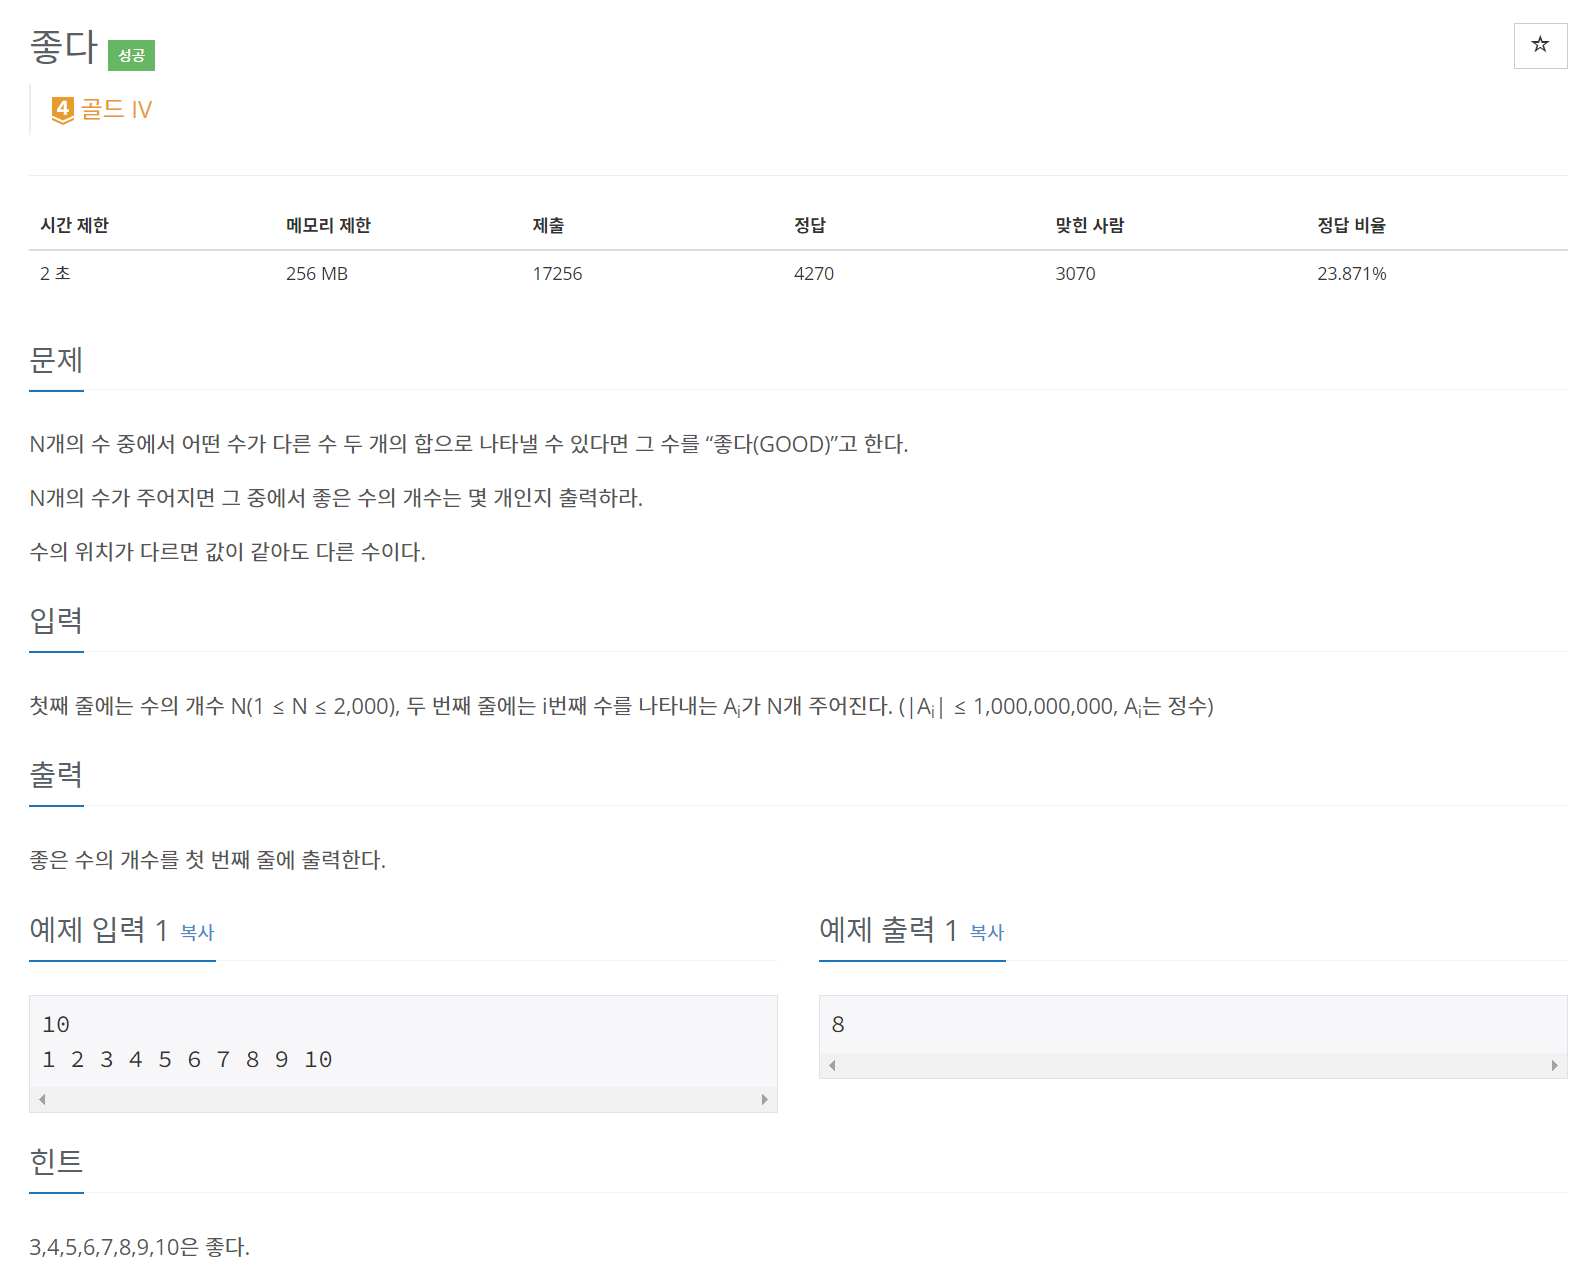 좋다 성공
☆
4 골드 IV
시간 제한 메모리 제한 제출 정답 맞힌 사람 정답 비율
2 초 256 MB 17256 4270 3070 23.871%
문제
N개의 수 중에서 어떤 수가 다른 수 두 개의 합으로 나타낼 수 있다면 그 수를 “좋다(GOOD)”고 한다.
N개의 수가 주어지면 그 중에서 좋은 수의 개수는 몇 개인지 출력하라.
수의 위치가 다르면 값이 같아도 다른 수이다.
입력
첫째 줄에는 수의 개수 N(1 ≤ N ≤ 2,000), 두 번째 줄에는 i번째 수를 나타내는 Aᵢ가 N개 주어진다. (|Aᵢ| ≤ 1,000,000,000, Aᵢ는 정수)
출력
좋은 수의 개수를 첫 번째 줄에 출력한다.
예제 입력 1 복사
10
1 2 3 4 5 6 7 8 9 10
예제 출력 1 복사
8
힌트
3,4,5,6,7,8,9,10은 좋다.